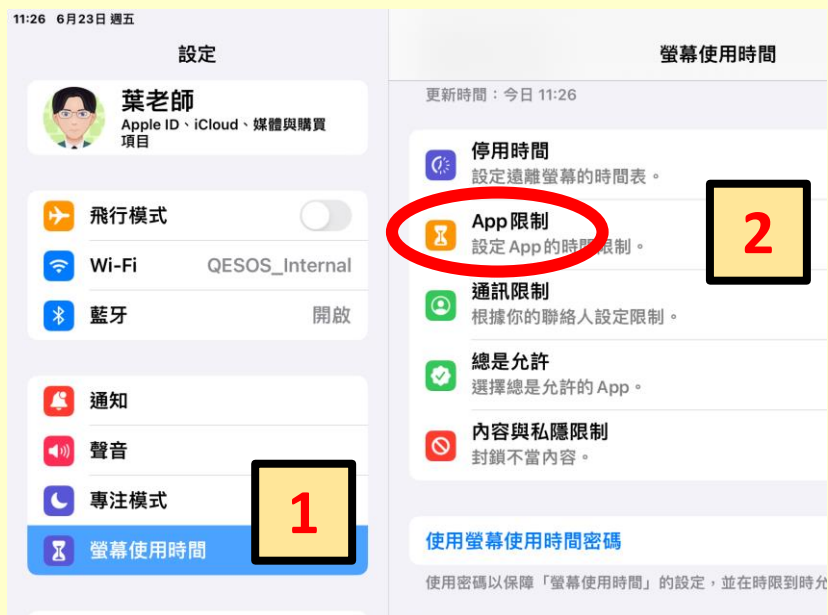 11:26 6月23日 週五
設定
葉老師
Apple ID、iCloud、媒體與購買
項目
飛行模式
Wi-Fi QESOS_Internal
藍牙 開啟
通知
聲音
專注模式
1
螢幕使用時間
螢幕使用時間
更新時間：今日 11:26
停用時間
設定遠離螢幕的時間表。
App 限制
設定 App 的時間限制。
2
通訊限制
根據你的聯絡人設定限制。
總是允許
選擇總是允許的 App。
內容與私隱限制
封鎖不當內容。
使用螢幕使用時間密碼
使用密碼以保障「螢幕使用時間」的設定，並在時限到時允